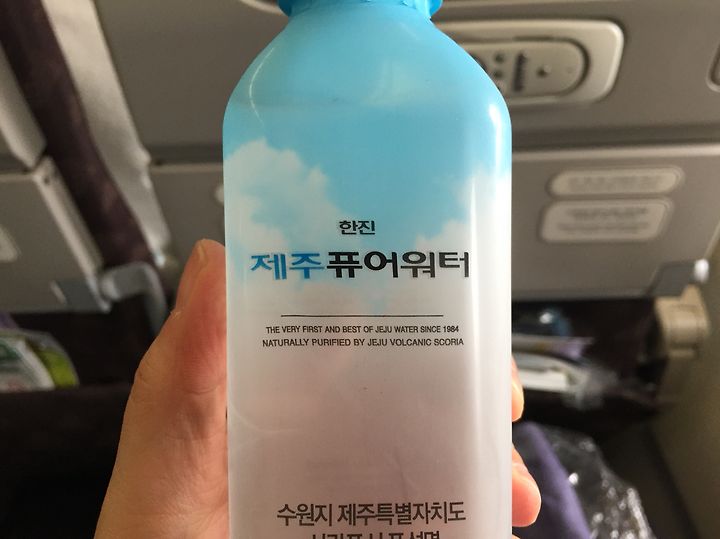 한진
제주퓨어워터
THE VERY FIRST AND BEST OF JEJU WATER SINCE 1984
NATURALLY PURIFIED BY JEJU VOLCANIC SCORIA
수원지 제주특별자치도